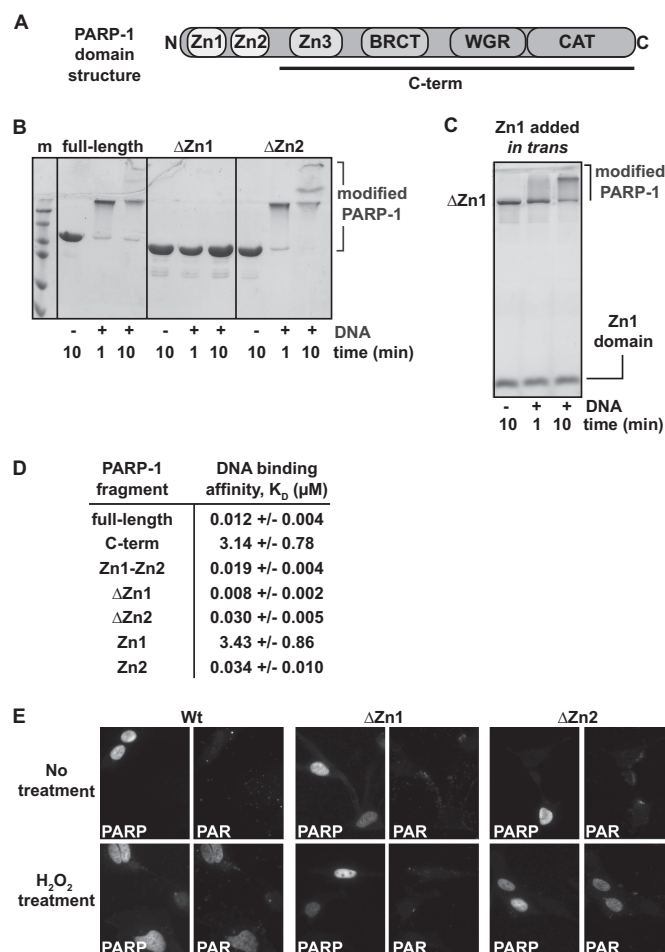 A
PARP-1
domain
structure
N Zn1 Zn2 Zn3 BRCT WGR CAT C
C-term
B
m full-length ΔZn1 ΔZn2
modified
PARP-1
- + + - + + - + + DNA
10 1 10 10 1 10 10 1 10 time (min)
C
Zn1 added
in trans
ΔZn1
modified
PARP-1
Zn1
domain
- + + DNA
10 1 10 time (min)
D
PARP-1 DNA binding
fragment affinity, KD (µM)
full-length 0.012 +/- 0.004
C-term 3.14 +/- 0.78
Zn1-Zn2 0.019 +/- 0.004
ΔZn1 0.008 +/- 0.002
ΔZn2 0.030 +/- 0.005
Zn1 3.43 +/- 0.86
Zn2 0.034 +/- 0.010
E
Wt ΔZn1 ΔZn2
No
treatment
PARP PAR PARP PAR PARP PAR
H2O2
treatment
PARP PAR PARP PAR PARP PAR